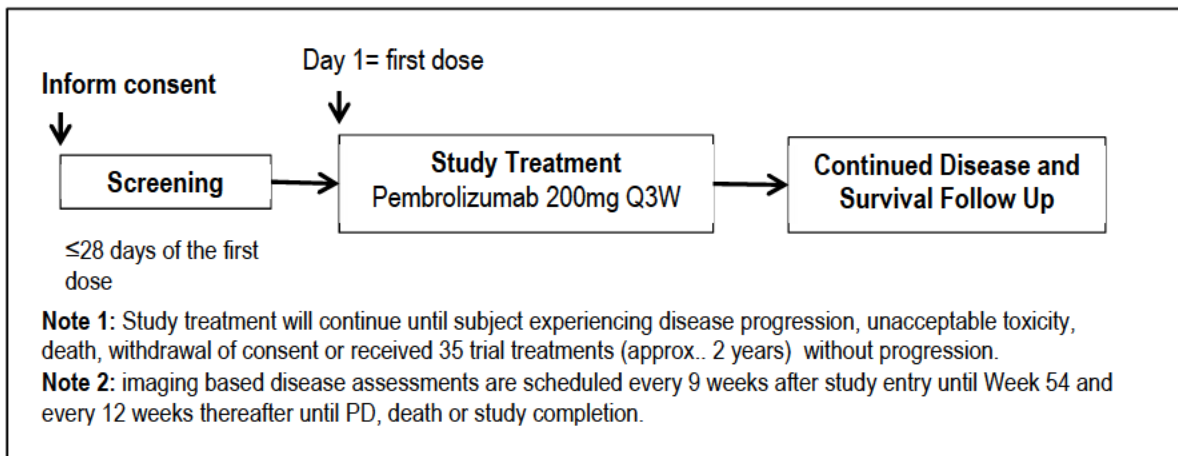 Day 1= first dose
Inform consent
Screening
Study Treatment
Pembrolizumab 200mg Q3W
Continued Disease and
Survival Follow Up
≤28 days of the first
dose
Note 1: Study treatment will continue until subject experiencing disease progression, unacceptable toxicity,
death, withdrawal of consent or received 35 trial treatments (approx.. 2 years) without progression.
Note 2: imaging based disease assessments are scheduled every 9 weeks after study entry until Week 54 and
every 12 weeks thereafter until PD, death or study completion.